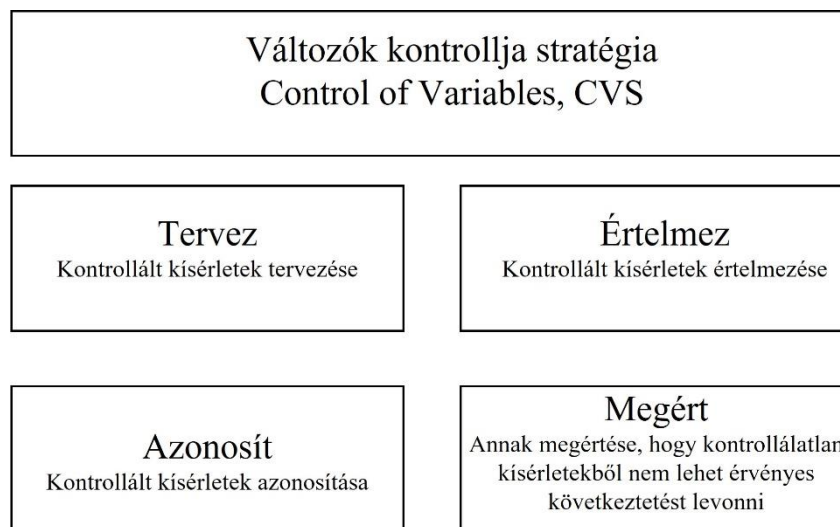 Változók kontrollja stratégia
Control of Variables, CVS
Tervez
Kontrollált kísérletek tervezése
Értelmez
Kontrollált kísérletek értelmezése
Azonosít
Kontrollált kísérletek azonosítása
Megért
Annak megértése, hogy kontrollálatlan
kísérletekből nem lehet érvényes
következtetést levonni